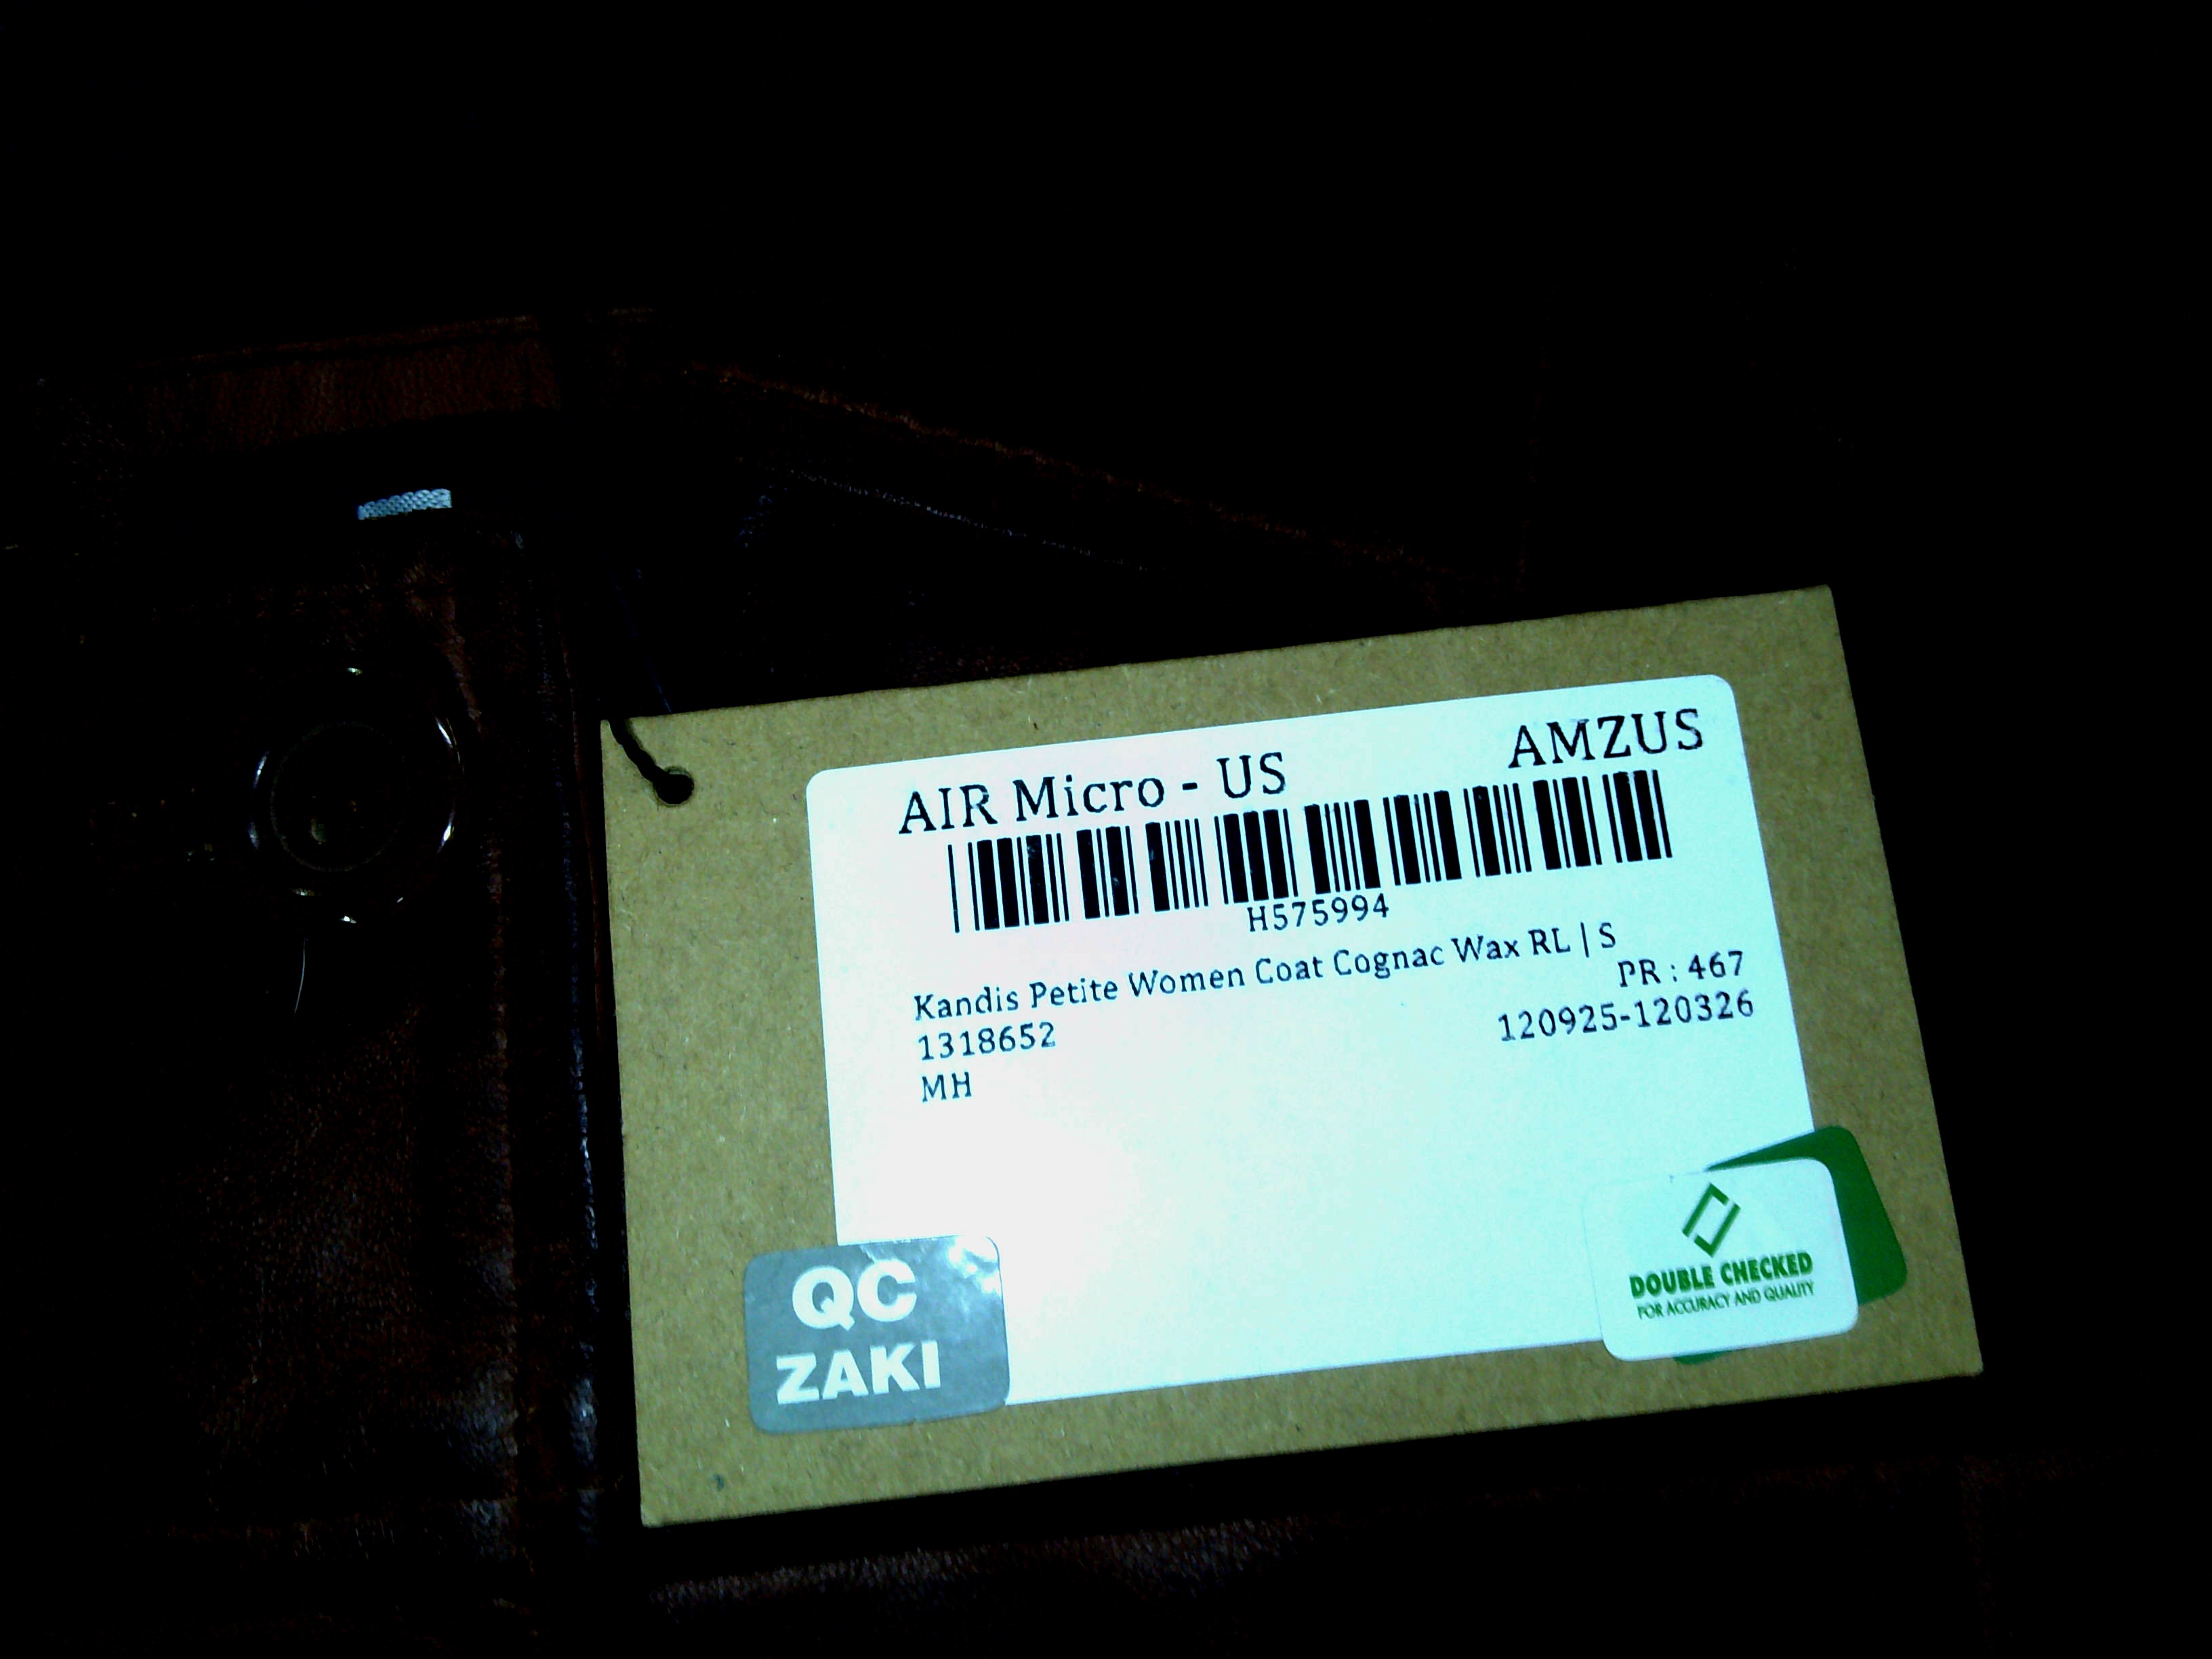 AIR Micro - US AMZUS
H575994
Kandis Petite Women Coat Cognac Wax RL | S
PR : 467
1318652 120925-120326
MH
QC
ZAKI
DOUBLE CHECKED
FOR ACCURACY AND QUALITY